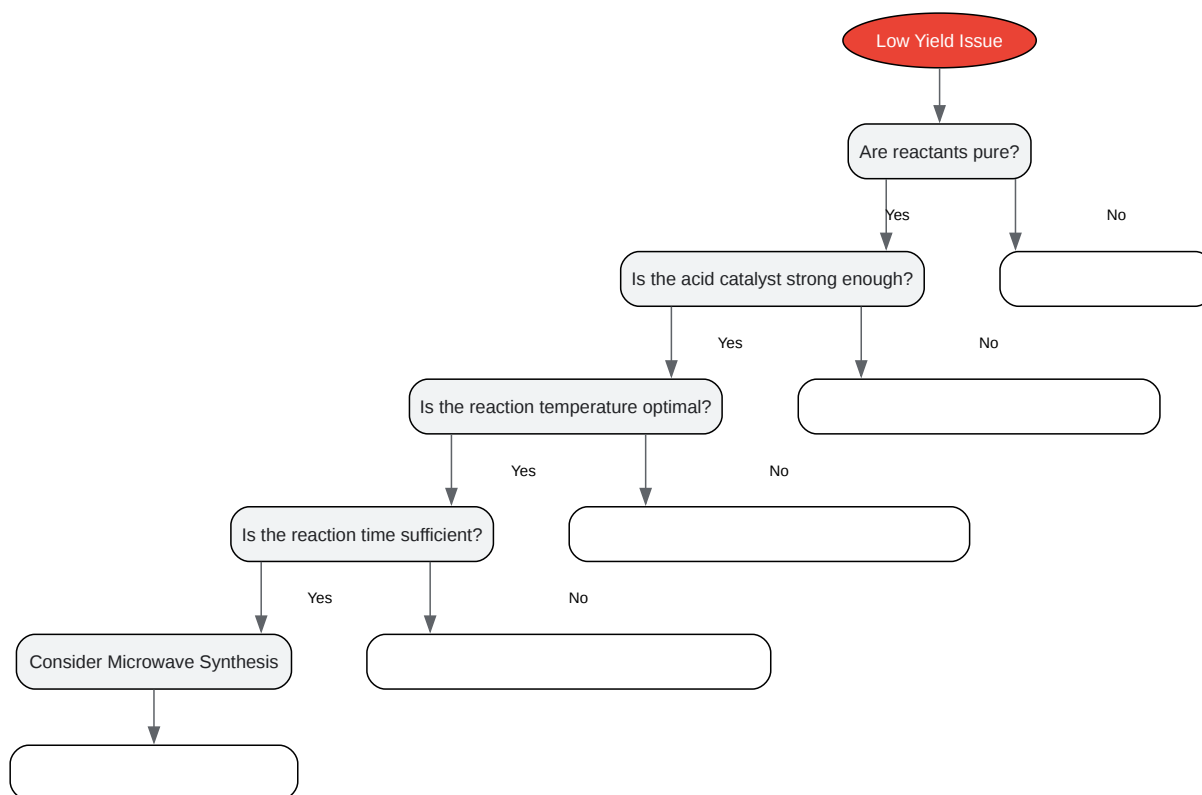 Low Yield Issue
Are reactants pure?
Yes
No
Is the acid catalyst strong enough?
Yes
No
Is the reaction temperature optimal?
Yes
No
Is the reaction time sufficient?
Yes
No
Consider Microwave Synthesis